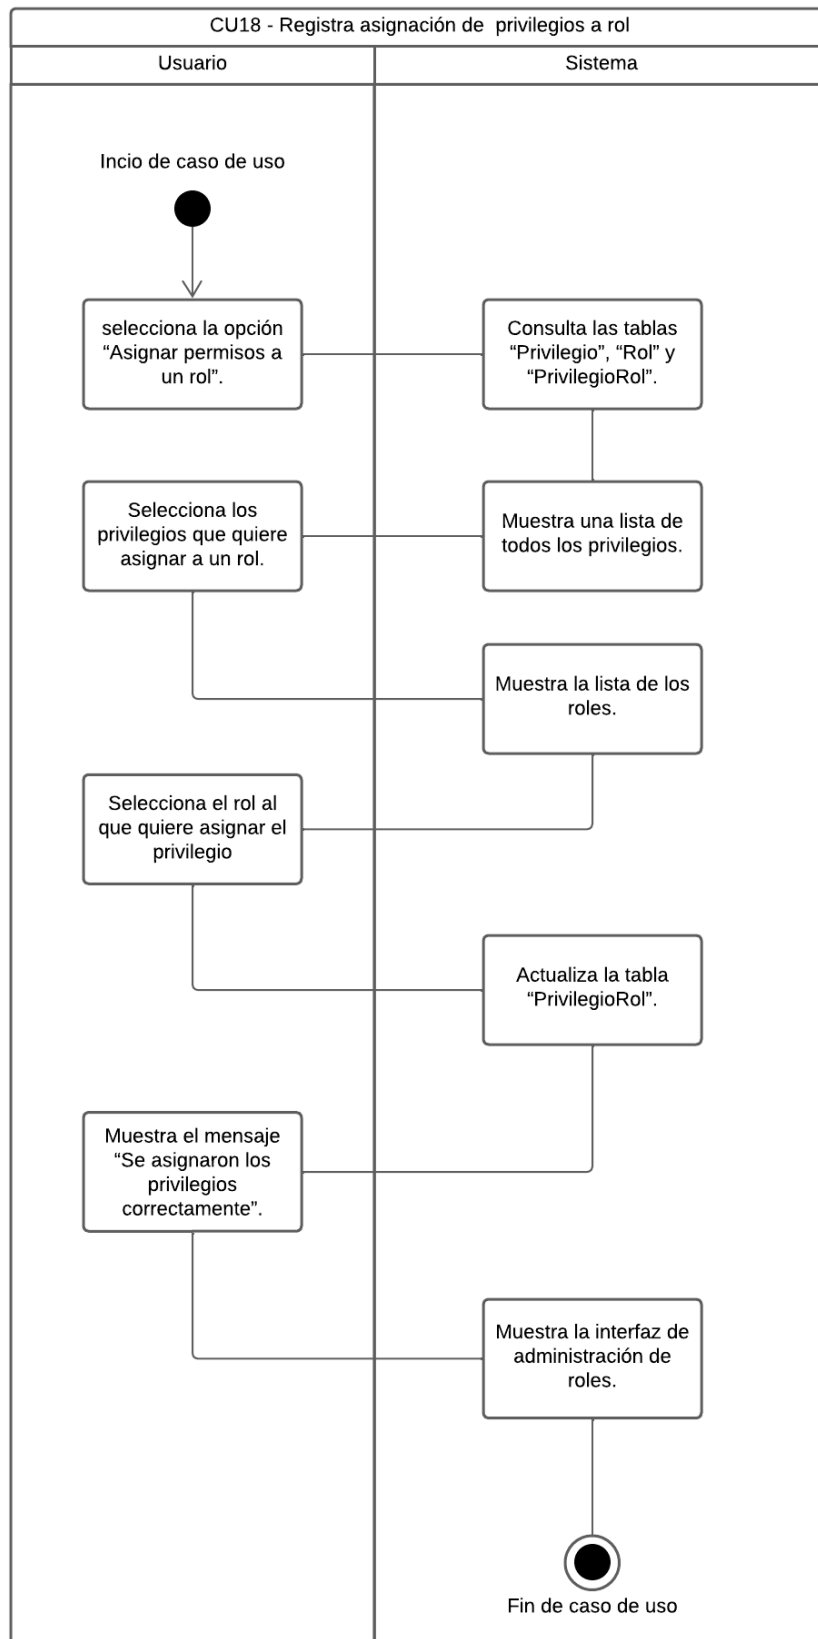 CU18 - Registra asignación de  privilegios a rol
Usuario
Sistema
Incio de caso de uso
selecciona la opción
“Asignar permisos a
un rol”.
Consulta las tablas
“Privilegio”, “Rol” y
“PrivilegioRol”.
Muestra una lista de
todos los privilegios.
Selecciona los
privilegios que quiere
asignar a un rol.
Muestra la lista de los
roles.
Selecciona el rol al
que quiere asignar el
privilegio
Actualiza la tabla
“PrivilegioRol”.
Muestra el mensaje
“Se asignaron los
privilegios
correctamente”.
Muestra la interfaz de
administración de
roles.
Fin de caso de uso